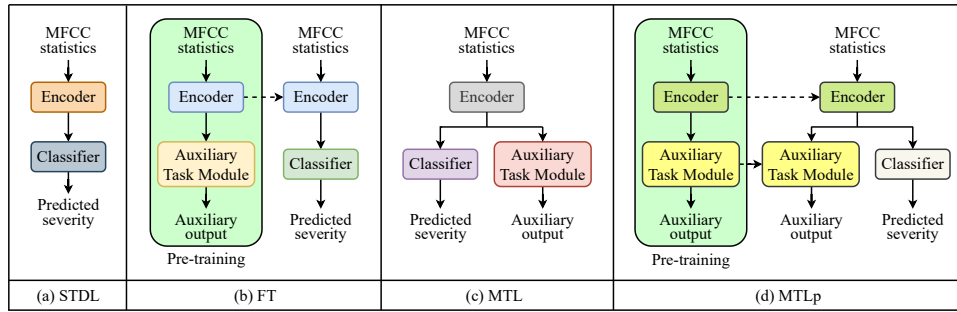 MFCC
statistics
Encoder
Classifier
Predicted
severity
(a) STDL
MFCC
statistics
Encoder
Auxiliary
Task Module
Auxiliary
output
Pre-training
MFCC
statistics
Encoder
Classifier
Predicted
severity
(b) FT
MFCC
statistics
Encoder
Classifier
Predicted
severity
Auxiliary
Task Module
Auxiliary
output
(c) MTL
MFCC
statistics
Encoder
Auxiliary
Task Module
Auxiliary
output
Pre-training
MFCC
statistics
Encoder
Auxiliary
Task Module
Auxiliary
output
Classifier
Predicted
severity
(d) MTLp